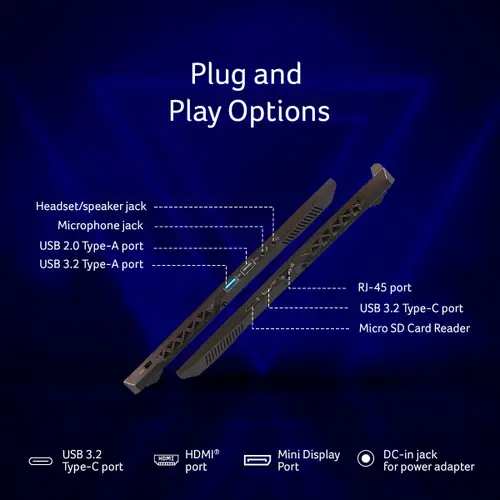 Plug and
Play Options
Headset/speaker jack
Microphone jack
USB 2.0 Type-A port
USB 3.2 Type-A port
RJ-45 port
USB 3.2 Type-C port
Micro SD Card Reader
USB 3.2
Type-C port
HDMI
HDMI®
port
Mini Display
Port
DC-in jack
for power adapter